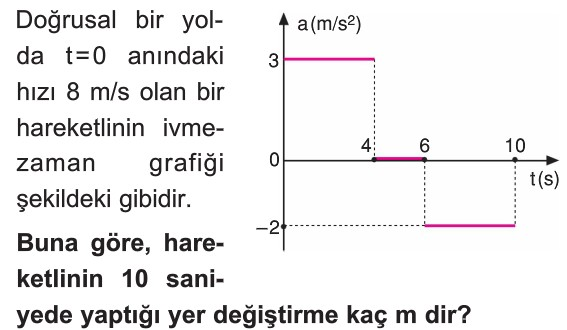 Doğrusal bir yol-
da t=0 anındaki
hızı 8 m/s olan bir
hareketlinin ivme-
zaman grafiği
şekildeki gibidir.
Buna göre, hare-
ketlinin 10 sani-
yede yaptığı yer değiştirme kaç m dir?
a(m/s²)
3
4 6 10
0
t(s)
–2